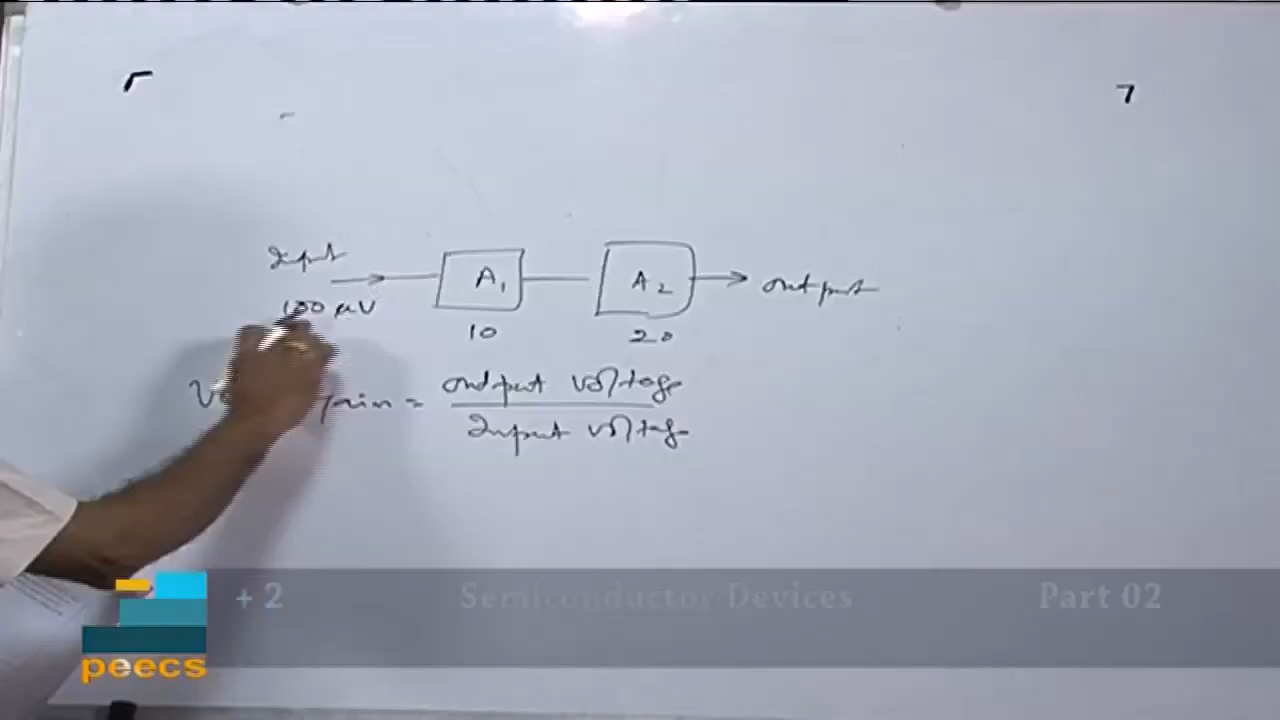 Input
A1 A2 output
100 µV
10 20
gain = output voltage
Input voltage
+ 2 Semiconductor Devices Part 02
peecs